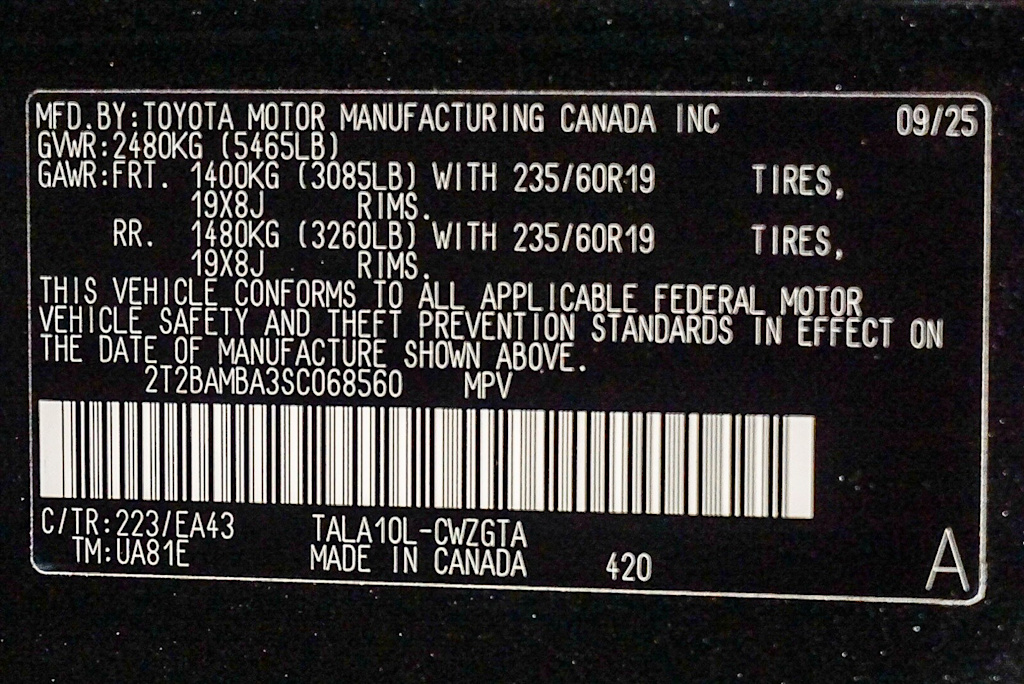 MFD.BY:TOYOTA MOTOR MANUFACTURING CANADA INC 09/25
GVWR:2480KG (5465LB)
GAWR:FRT. 1400KG (3085LB) WITH 235/60R19 TIRES,
19X8J RIMS.
RR. 1480KG (3260LB) WITH 235/60R19 TIRES,
19X8J RIMS.
THIS VEHICLE CONFORMS TO ALL APPLICABLE FEDERAL MOTOR
VEHICLE SAFETY AND THEFT PREVENTION STANDARDS IN EFFECT ON
THE DATE OF MANUFACTURE SHOWN ABOVE.
2T2BAMBA3SC068560 MPV
C/TR:223/EA43 TALA10L-CWZGTA
TM:UA81E MADE IN CANADA 420 A